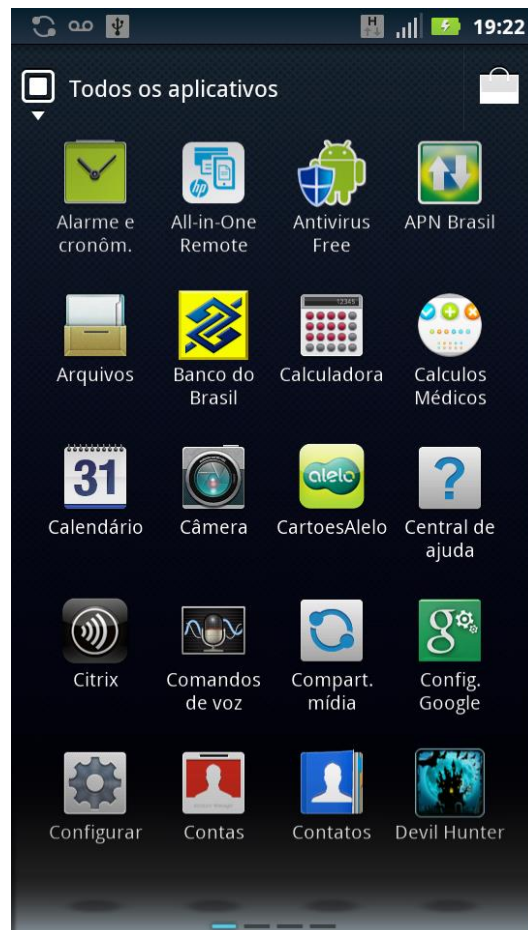 H
19:22
Todos os aplicativos
hp
Alarme e
cronôm.
All-in-One
Remote
Antivirus
Free
APN Brasil
12345
Arquivos
Banco do
Brasil
Calculadora
Calculos
Médicos
31
alelo
?
Calendário
Câmera
CartoesAlelo
Central de
ajuda
g
Citrix
Comandos
de voz
Compart.
mídia
Config.
Google
Configurar
Contas
Contatos
Devil Hunter